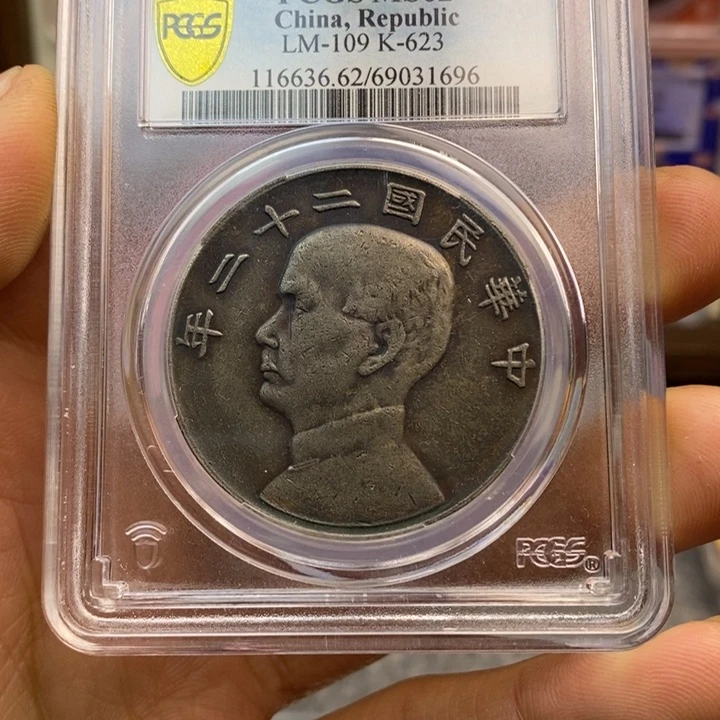 PCGS
China, Republic
LM-109 K-623
116636.62/69031696
中華民國二十二年
PCGS